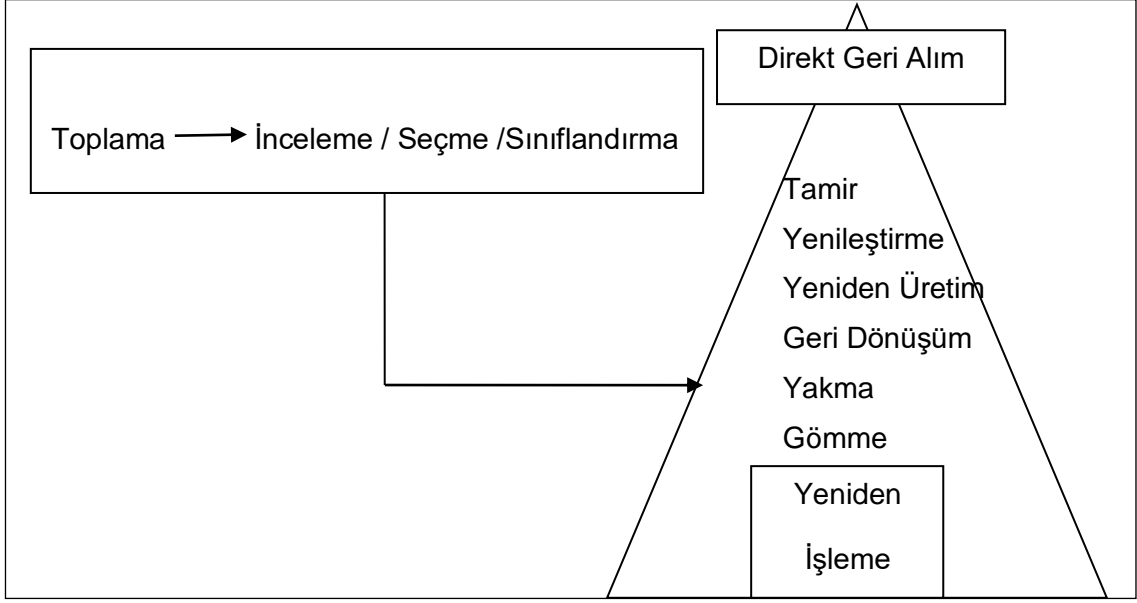 Direkt Geri Alım
Toplama İnceleme / Seçme /Sınıflandırma
Tamir
Yenileştirme
Yeniden Üretim
Geri Dönüşüm
Yakma
Gömme
Yeniden
İşleme